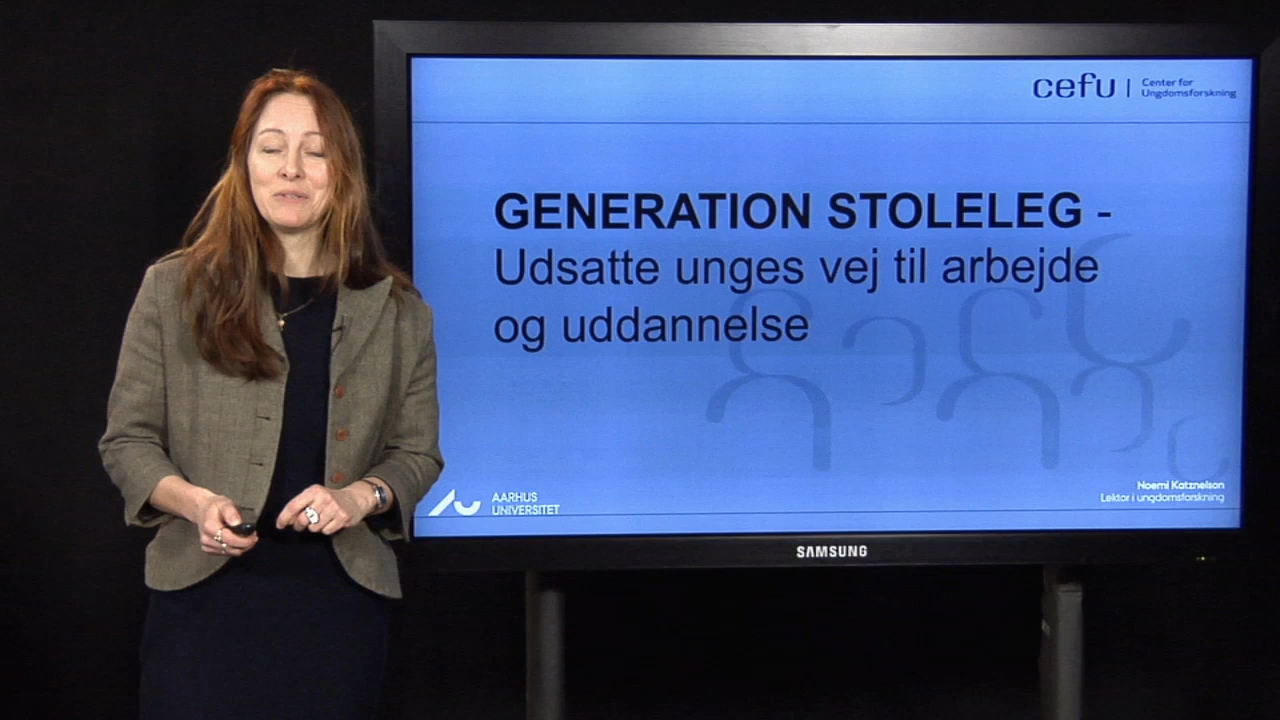 cefu | Center for
Ungdomsforskning
GENERATION STOLELEG -
Udsatte unges vej til arbejde
og uddannelse
AARHUS
UNIVERSITET
Noemi Katznelson
Lektor i ungdomsforskning
SAMSUNG